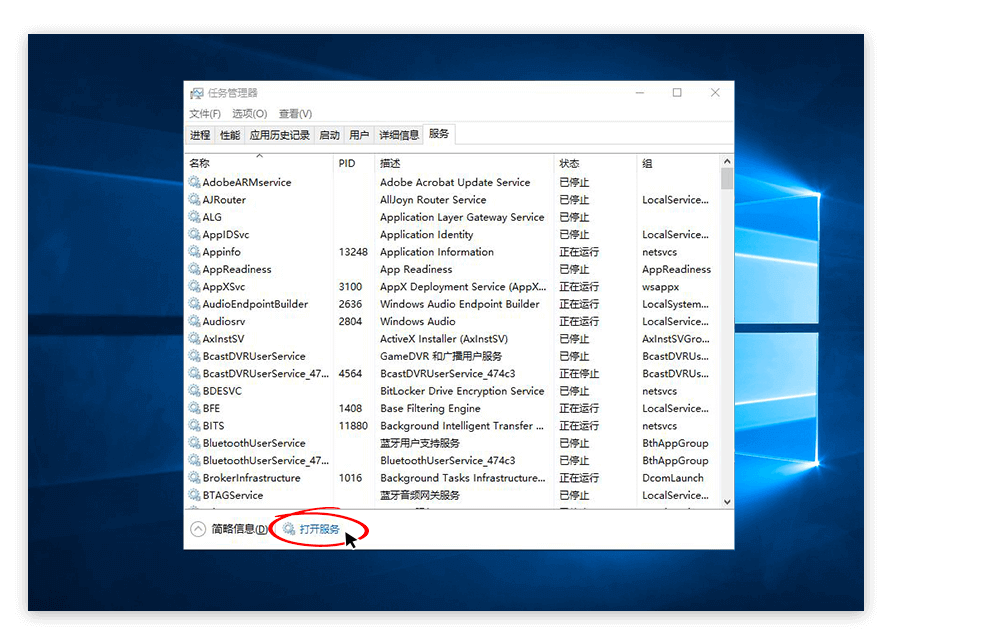 任务管理器
文件(F) 选项(O) 查看(V)
进程 性能 应用历史记录 启动 用户 详细信息 服务
名称 PID 描述 状态 组
AdobeARMservice Adobe Acrobat Update Service 已停止
AJRouter AllJoyn Router Service 已停止 LocalService...
ALG Application Layer Gateway Service 已停止
AppIDSvc Application Identity 已停止 LocalService...
Appinfo 13248 Application Information 正在运行 netsvcs
AppReadiness App Readiness 已停止 AppReadiness
AppXSvc 3100 AppX Deployment Service (AppX... 正在运行 wsappx
AudioEndpointBuilder 2636 Windows Audio Endpoint Builder 正在运行 LocalSystem...
Audiosrv 2804 Windows Audio 正在运行 LocalService...
AxInstSV ActiveX Installer (AxInstSV) 已停止 AxInstSVGro...
BcastDVRUserService GameDVR 和广播用户服务 已停止 BcastDVRUs...
BcastDVRUserService_47... 4564 BcastDVRUserService_474c3 正在停止 BcastDVRUs...
BDESVC BitLocker Drive Encryption Service 已停止 netsvcs
BFE 1408 Base Filtering Engine 正在运行 LocalService...
BITS 11880 Background Intelligent Transfer ... 正在运行 netsvcs
BluetoothUserService 蓝牙用户支持服务 已停止 BthAppGroup
BluetoothUserService_47... BluetoothUserService_474c3 已停止 BthAppGroup
BrokerInfrastructure 1016 Background Tasks Infrastructure... 正在运行 DcomLaunch
BTAGService 蓝牙音频网关服务 已停止 LocalService...
简略信息(D) 打开服务